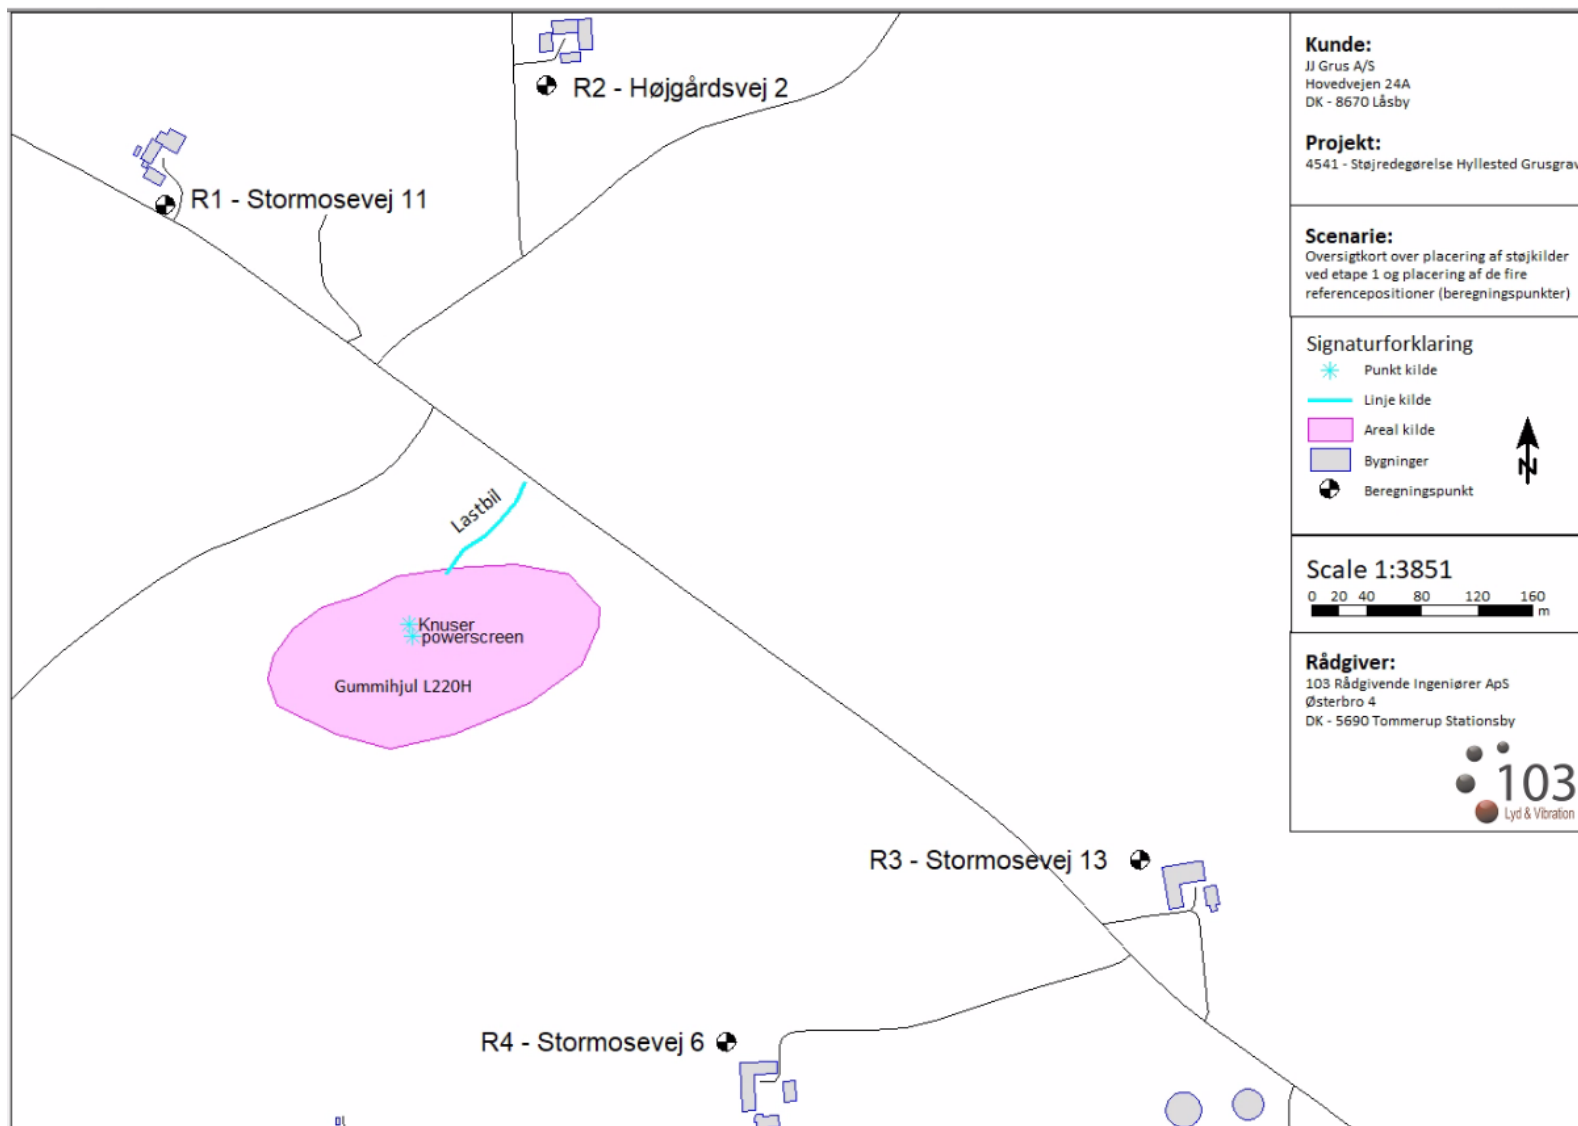 R2 - Højgårdsvej 2
R1 - Stormosevej 11
Lastbil
Knuser
powerscreen
Gummihjul L220H
R3 - Stormosevej 13
R4 - Stormosevej 6
Kunde:
JJ Grus A/S
Hovedvejen 24A
DK - 8670 Låsby
Projekt:
4541 - Støjredegørelse Hyllested Grusgrav
Scenarie:
Oversigtkort over placering af støjkilder
ved etape 1 og placering af de fire
referencepositioner (beregningspunkter)
Signaturforklaring
Punkt kilde
Linje kilde
Areal kilde
Bygninger
Beregningspunkt
N
Scale 1:3851
0 20 40 80 120 160
m
Rådgiver:
103 Rådgivende Ingeniører ApS
Østerbro 4
DK - 5690 Tommerup Stationsby
103
Lyd & Vibration